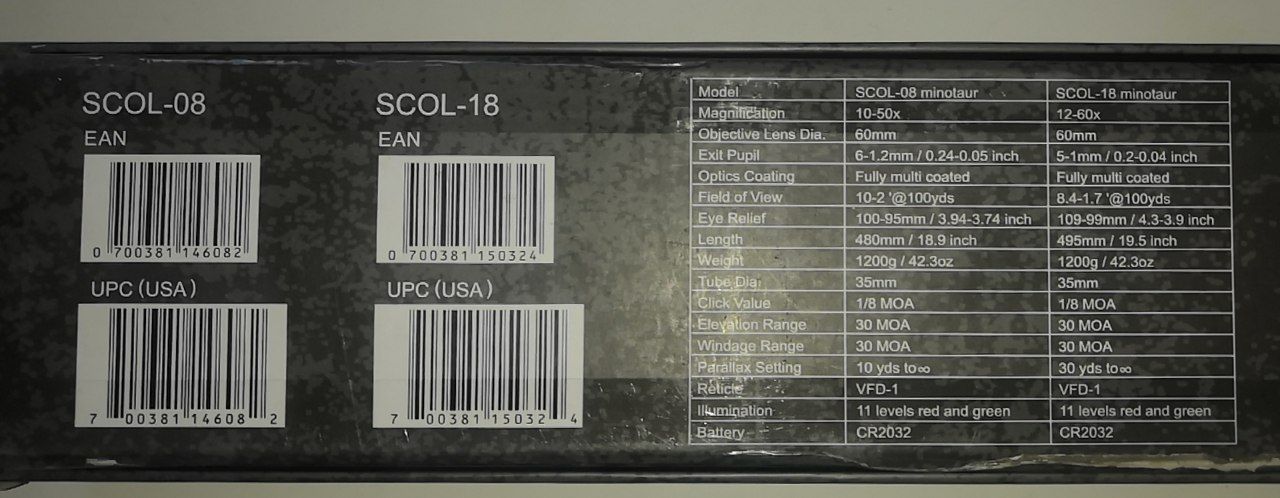 SCOL-08
EAN
0 700381 146082
UPC (USA)
7 00381 14608 2
SCOL-18
EAN
0 700381 150324
UPC (USA)
7 00381 15032 4
Model SCOL-08 minotaur SCOL-18 minotaur
Magnification 10-50x 12-60x
Objective Lens Dia. 60mm 60mm
Exit Pupil 6-1.2mm / 0.24-0.05 inch 5-1mm / 0.2-0.04 inch
Optics Coating Fully multi coated Fully multi coated
Field of View 10-2 '@100yds 8.4-1.7 '@100yds
Eye Relief 100-95mm / 3.94-3.74 inch 109-99mm / 4.3-3.9 inch
Length 480mm / 18.9 inch 495mm / 19.5 inch
Weight 1200g / 42.3oz 1200g / 42.3oz
Tube Dia. 35mm 35mm
Click Value 1/8 MOA 1/8 MOA
Elevation Range 30 MOA 30 MOA
Windage Range 30 MOA 30 MOA
Parallax Setting 10 yds to∞ 30 yds to∞
Reticle VFD-1 VFD-1
Illumination 11 levels red and green 11 levels red and green
Battery CR2032 CR2032